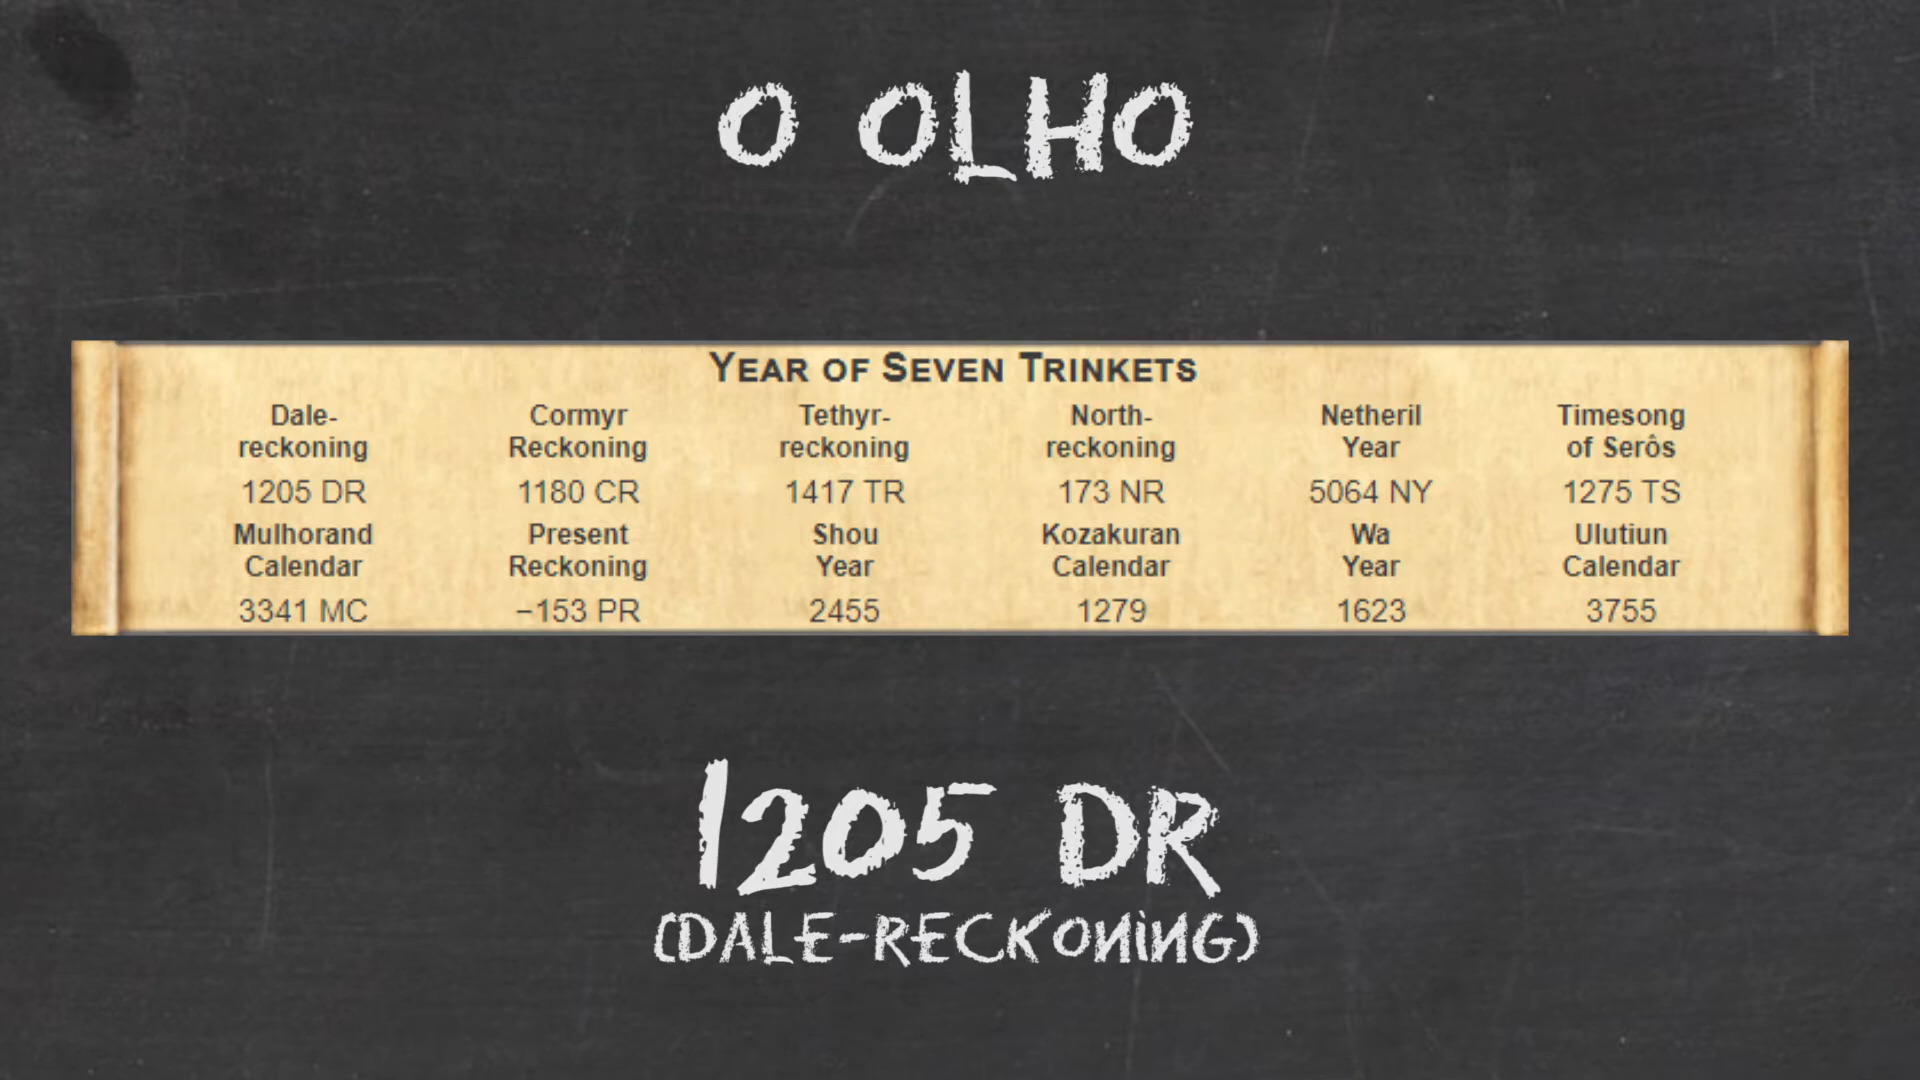 O OLHO
YEAR OF SEVEN TRINKETS
Dale- Cormyr Tethyr- North- Netheril Timesong
reckoning Reckoning reckoning reckoning Year of Serôs
1205 DR 1180 CR 1417 TR 173 NR 5064 NY 1275 TS
Mulhorand Present Shou Kozakuran Wa Ulutiun
Calendar Reckoning Year Calendar Year Calendar
3341 MC −153 PR 2455 1279 1623 3755
1205 DR
(DALE-RECKONING)